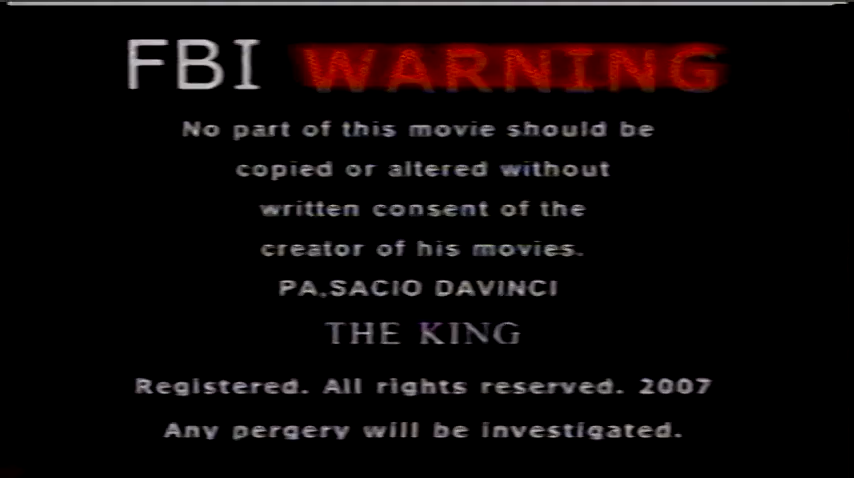 FBI WARNING
No part of this movie should be
copied or altered without
written consent of the
creator of his movies.
PA.SACIO DAVINCI
THE KING
Registered. All rights reserved. 2007
Any pergery will be investigated.